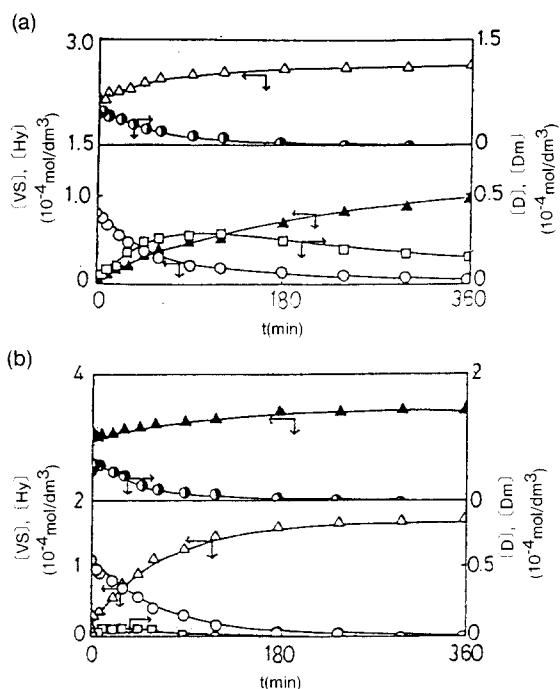 (a)
3.0
1.5
1.0
0
[VS], [Hy]
(10⁻⁴mol/dm³)
1.5
0
0.5
0
[D], [Dm]
(10⁻⁴mol/dm³)
0
180
360
t(min)
(b)
4
2
1
0
[VS], [Hy]
(10⁻⁴mol/dm³)
2
0
0.5
0
[D], [Dm]
(10⁻⁴mol/dm³)
0
180
360
t(min)